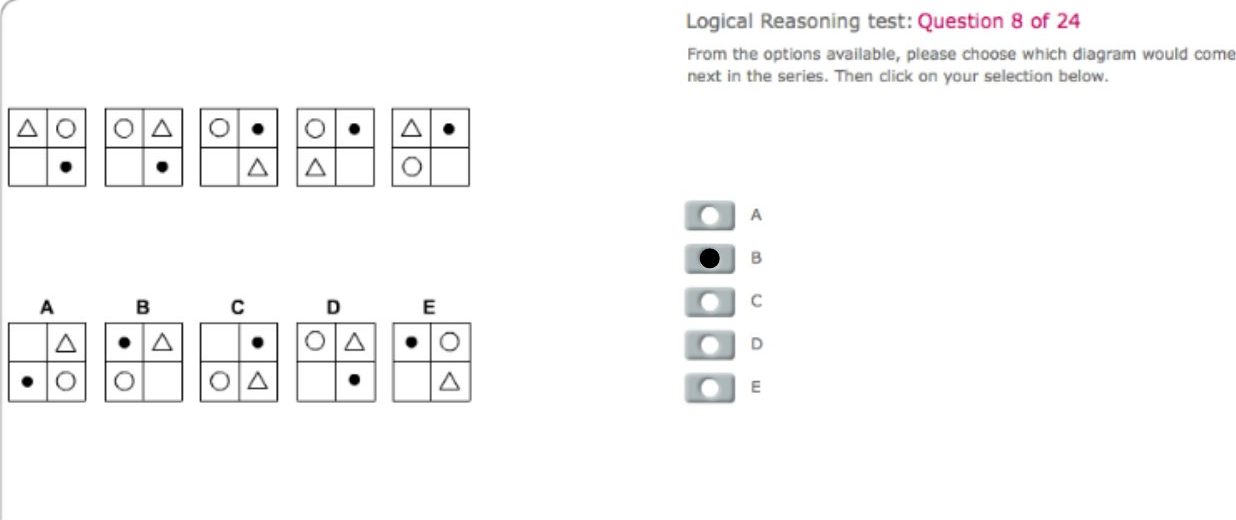 Logical Reasoning test: Question 8 of 24
From the options available, please choose which diagram would come
next in the series. Then click on your selection below.
A
B
C
D
E
A B C D E